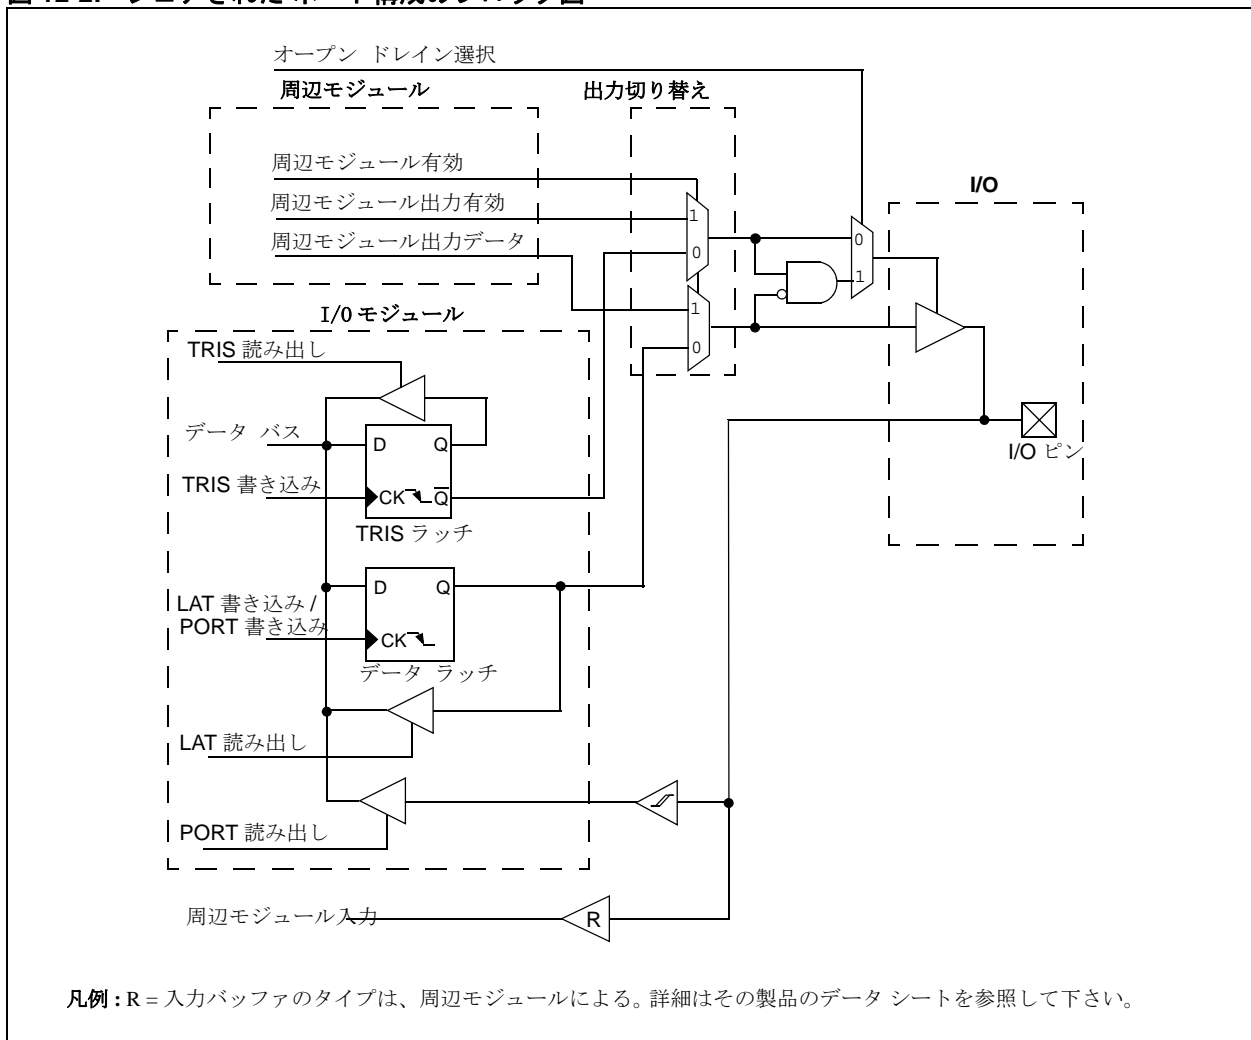 オープン ドレイン選択
周辺モジュール
出力切り替え
周辺モジュール有効
周辺モジュール出力有効
周辺モジュール出力データ
1
0
1
0
0
1
I/O
I/O モジュール
TRIS 読み出し
データ バス
D
Q
TRIS 書き込み
CK
Q
TRIS ラッチ
I/O ピン
D
Q
LAT 書き込み /
PORT 書き込み
CK
データ ラッチ
LAT 読み出し
PORT 読み出し
周辺モジュール入力
R
凡例 : R = 入力バッファのタイプは、周辺モジュールによる。詳細はその製品のデータ シートを参照して下さい。